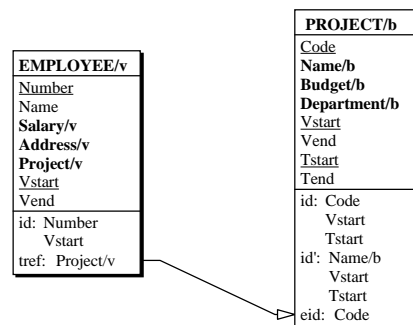 EMPLOYEE/v
Number
Name
Salary/v
Address/v
Project/v
Vstart
Vend
id: Number
Vstart
tref: Project/v
PROJECT/b
Code
Name/b
Budget/b
Department/b
Vstart
Vend
Tstart
Tend
id: Code
Vstart
Tstart
id': Name/b
Vstart
Tstart
eid: Code